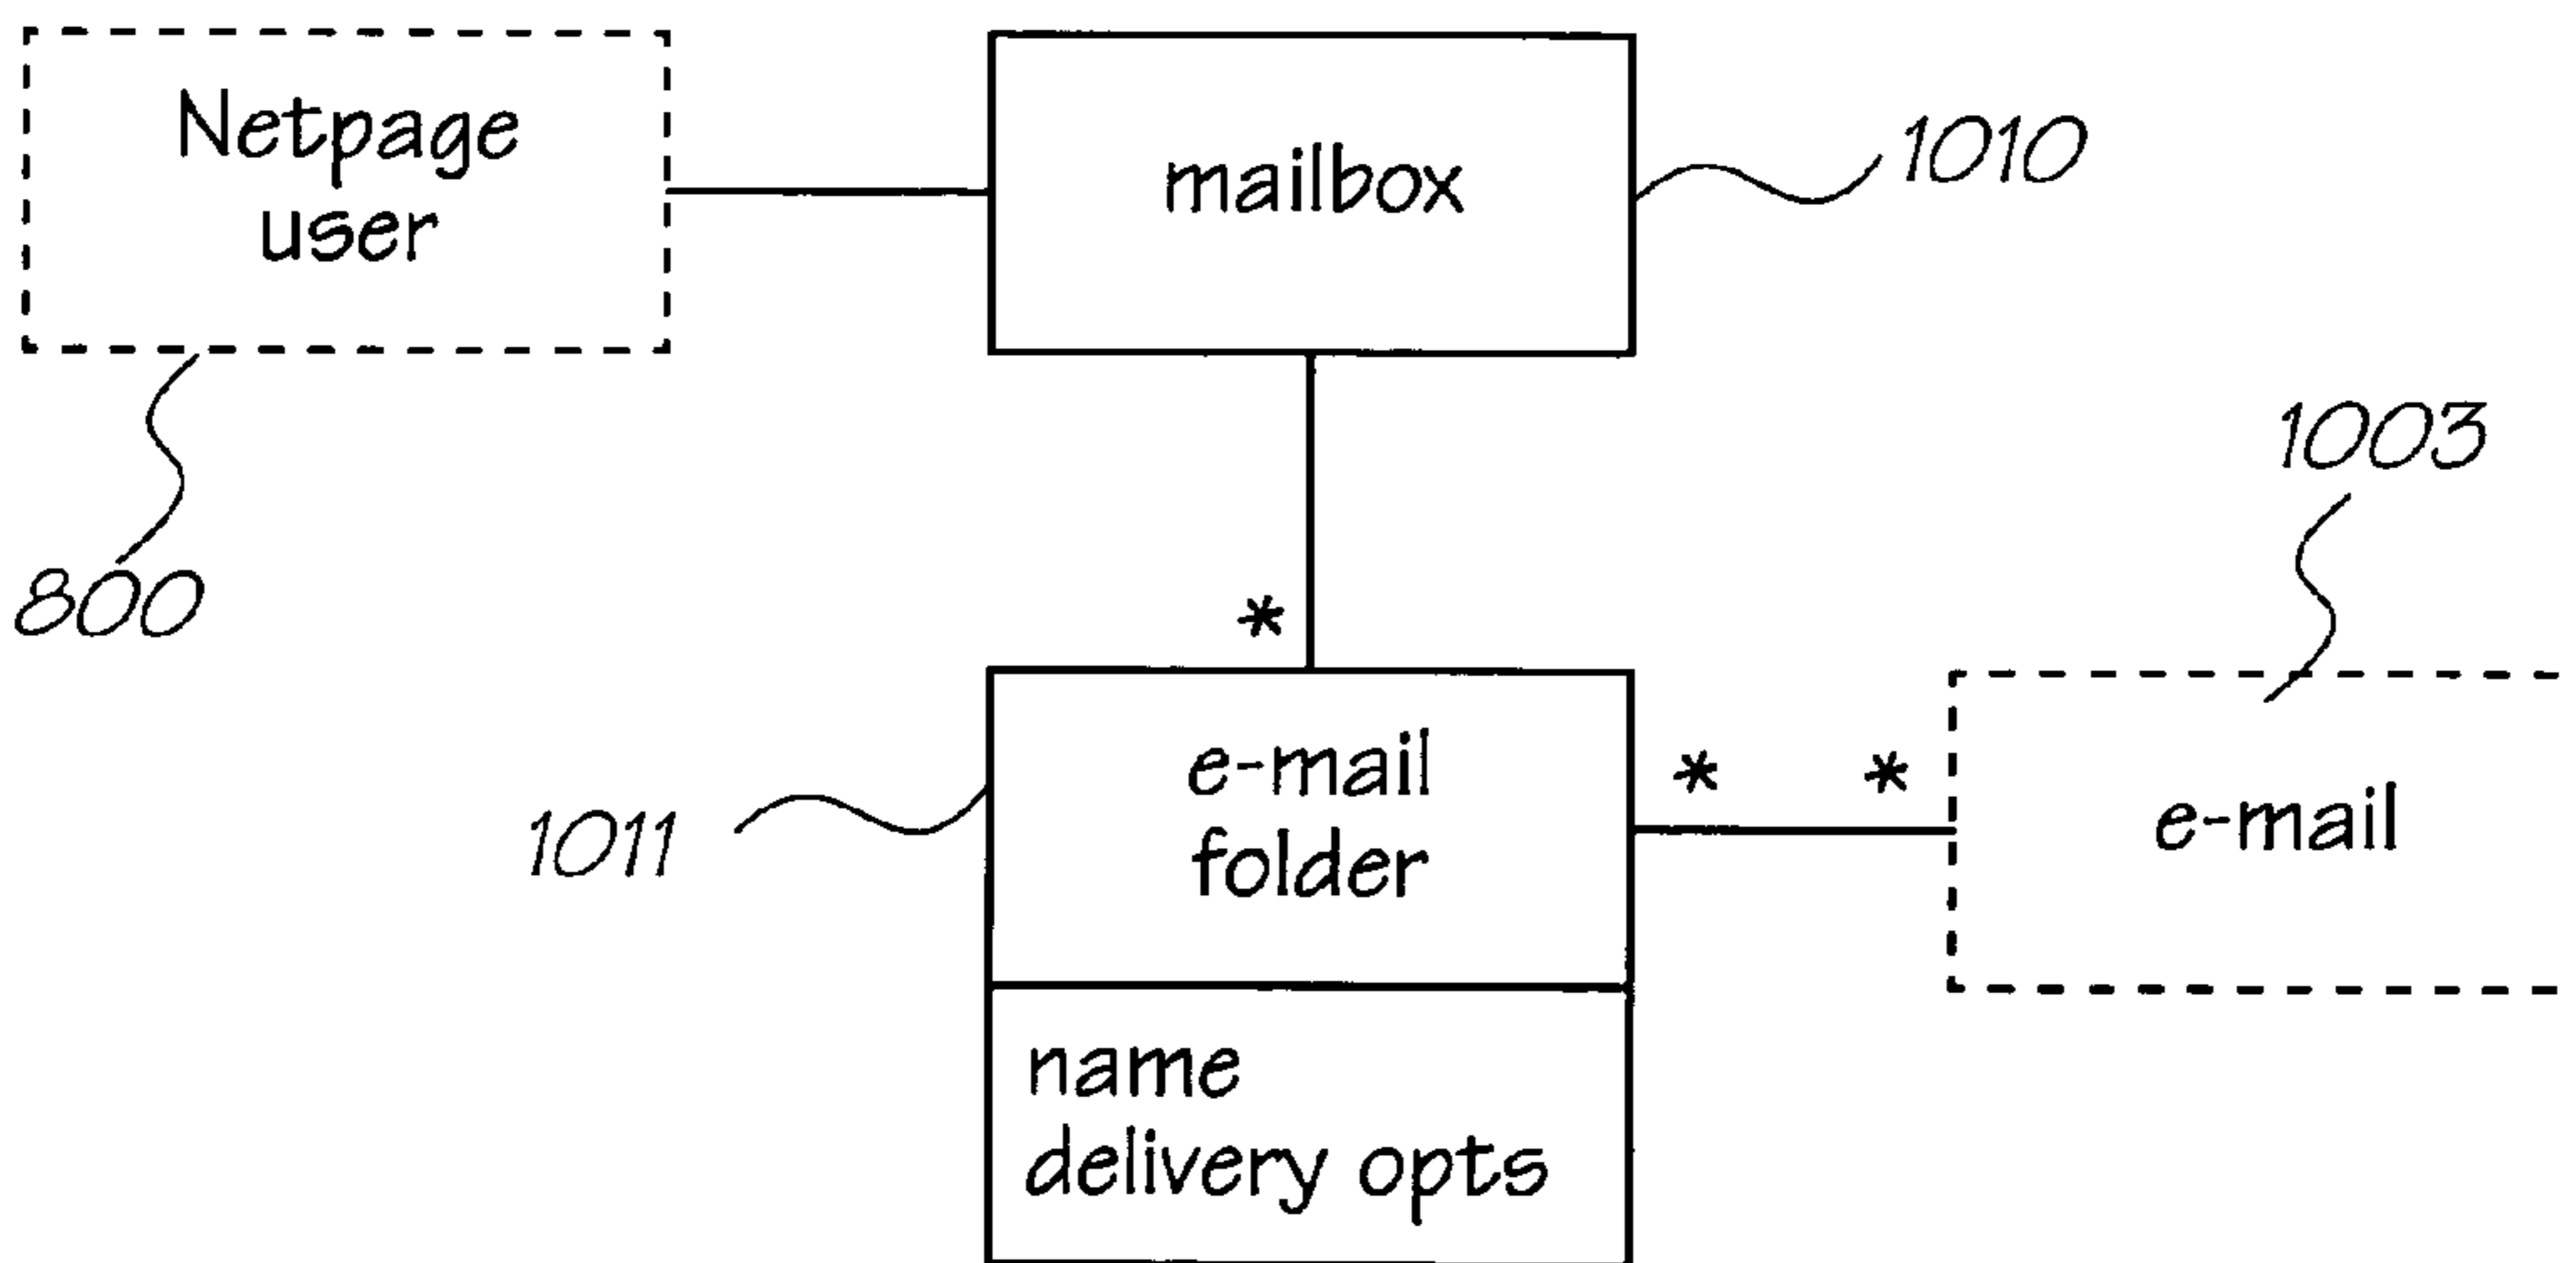 Netpage
user
mailbox
1010
800
1003
*
1011
e-mail
folder
* *
e-mail
name
delivery opts